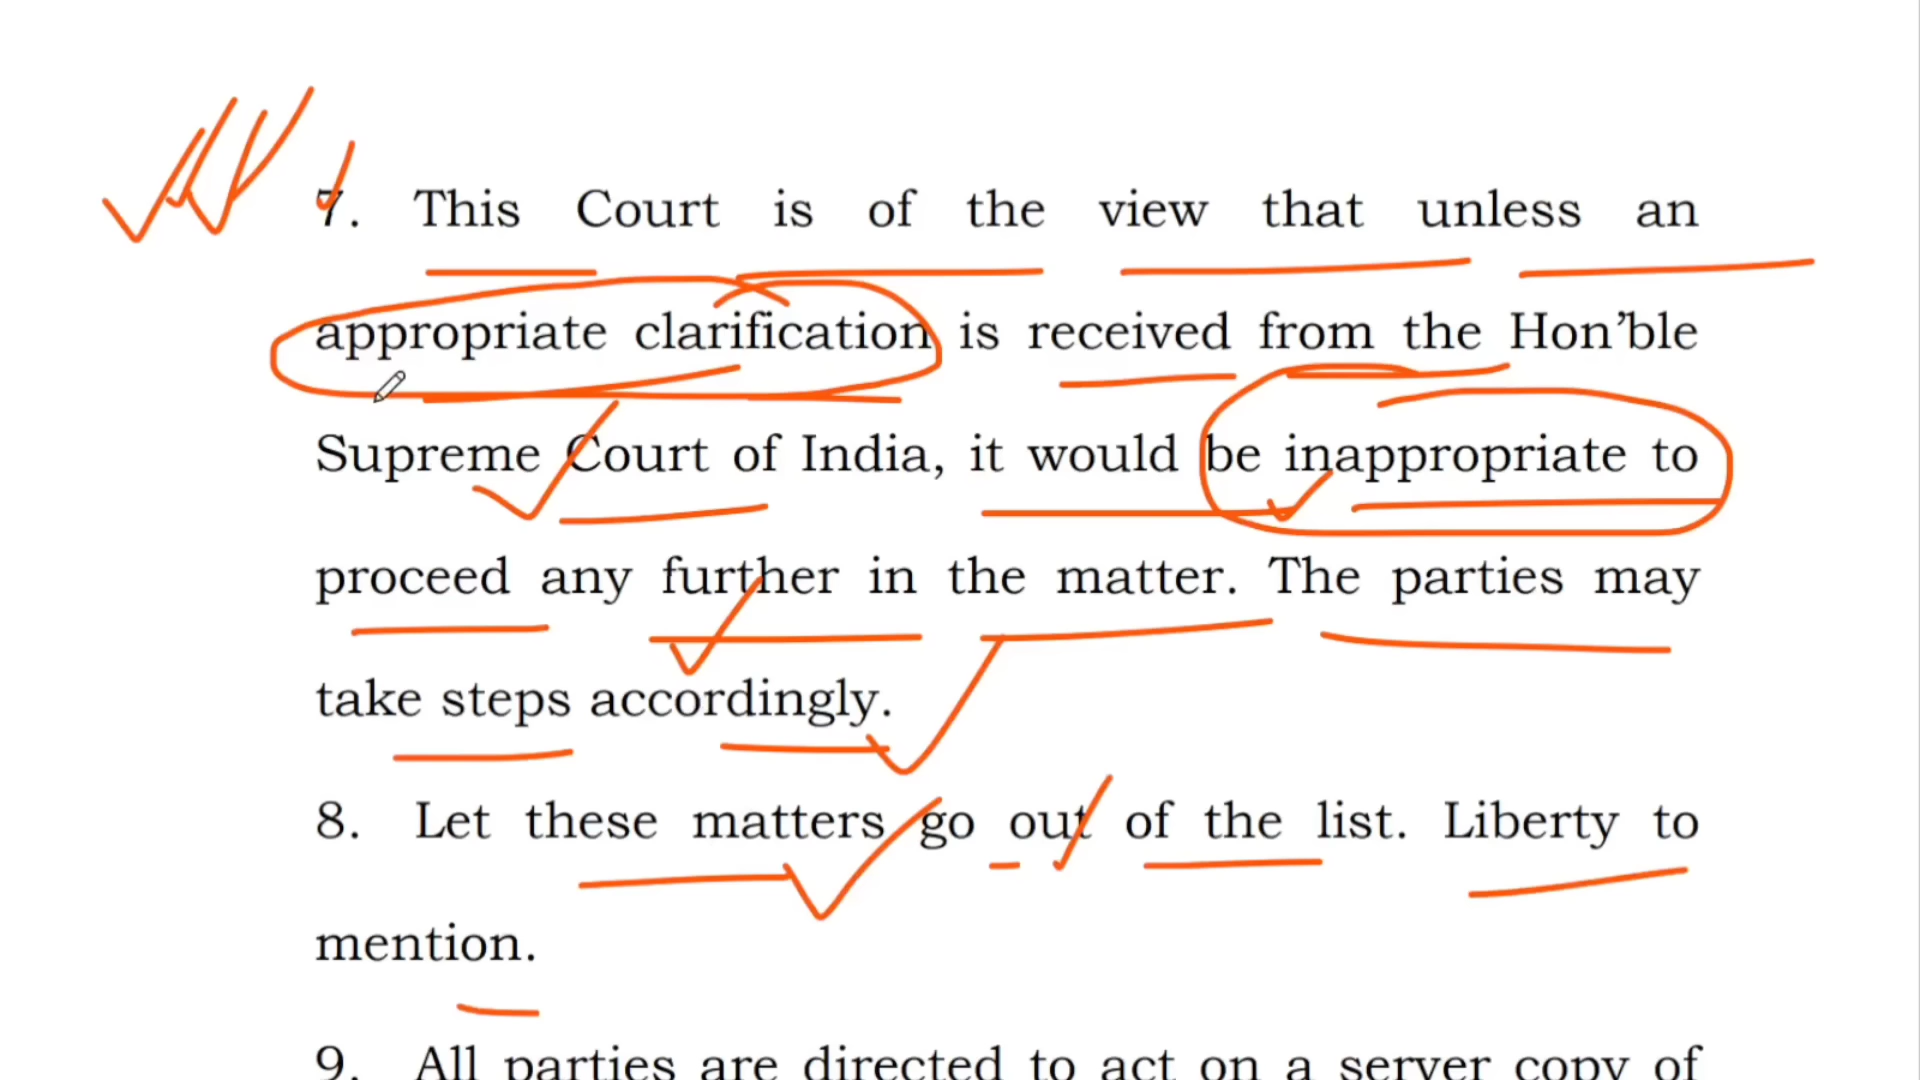 7. This Court is of the view that unless an
appropriate clarification is received from the Hon’ble
Supreme Court of India, it would be inappropriate to
proceed any further in the matter. The parties may
take steps accordingly.
8. Let these matters go out of the list. Liberty to
mention.
9. All parties are directed to act on a server copy of